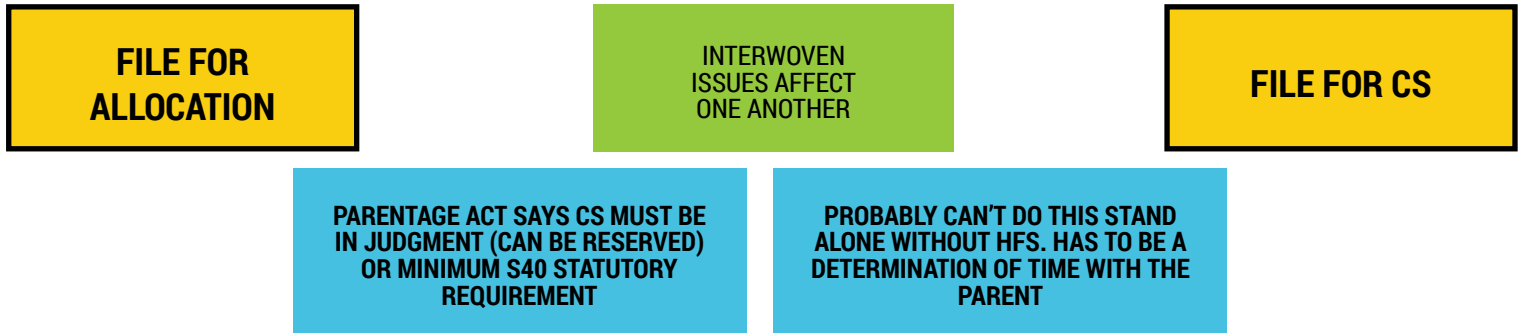 FILE FOR
ALLOCATION
INTERWOVEN
ISSUES AFFECT
ONE ANOTHER
FILE FOR CS
PARENTAGE ACT SAYS CS MUST BE
IN JUDGMENT (CAN BE RESERVED)
OR MINIMUM S40 STATUTORY
REQUIREMENT
PROBABLY CAN'T DO THIS STAND
ALONE WITHOUT HFS. HAS TO BE A
DETERMINATION OF TIME WITH THE
PARENT